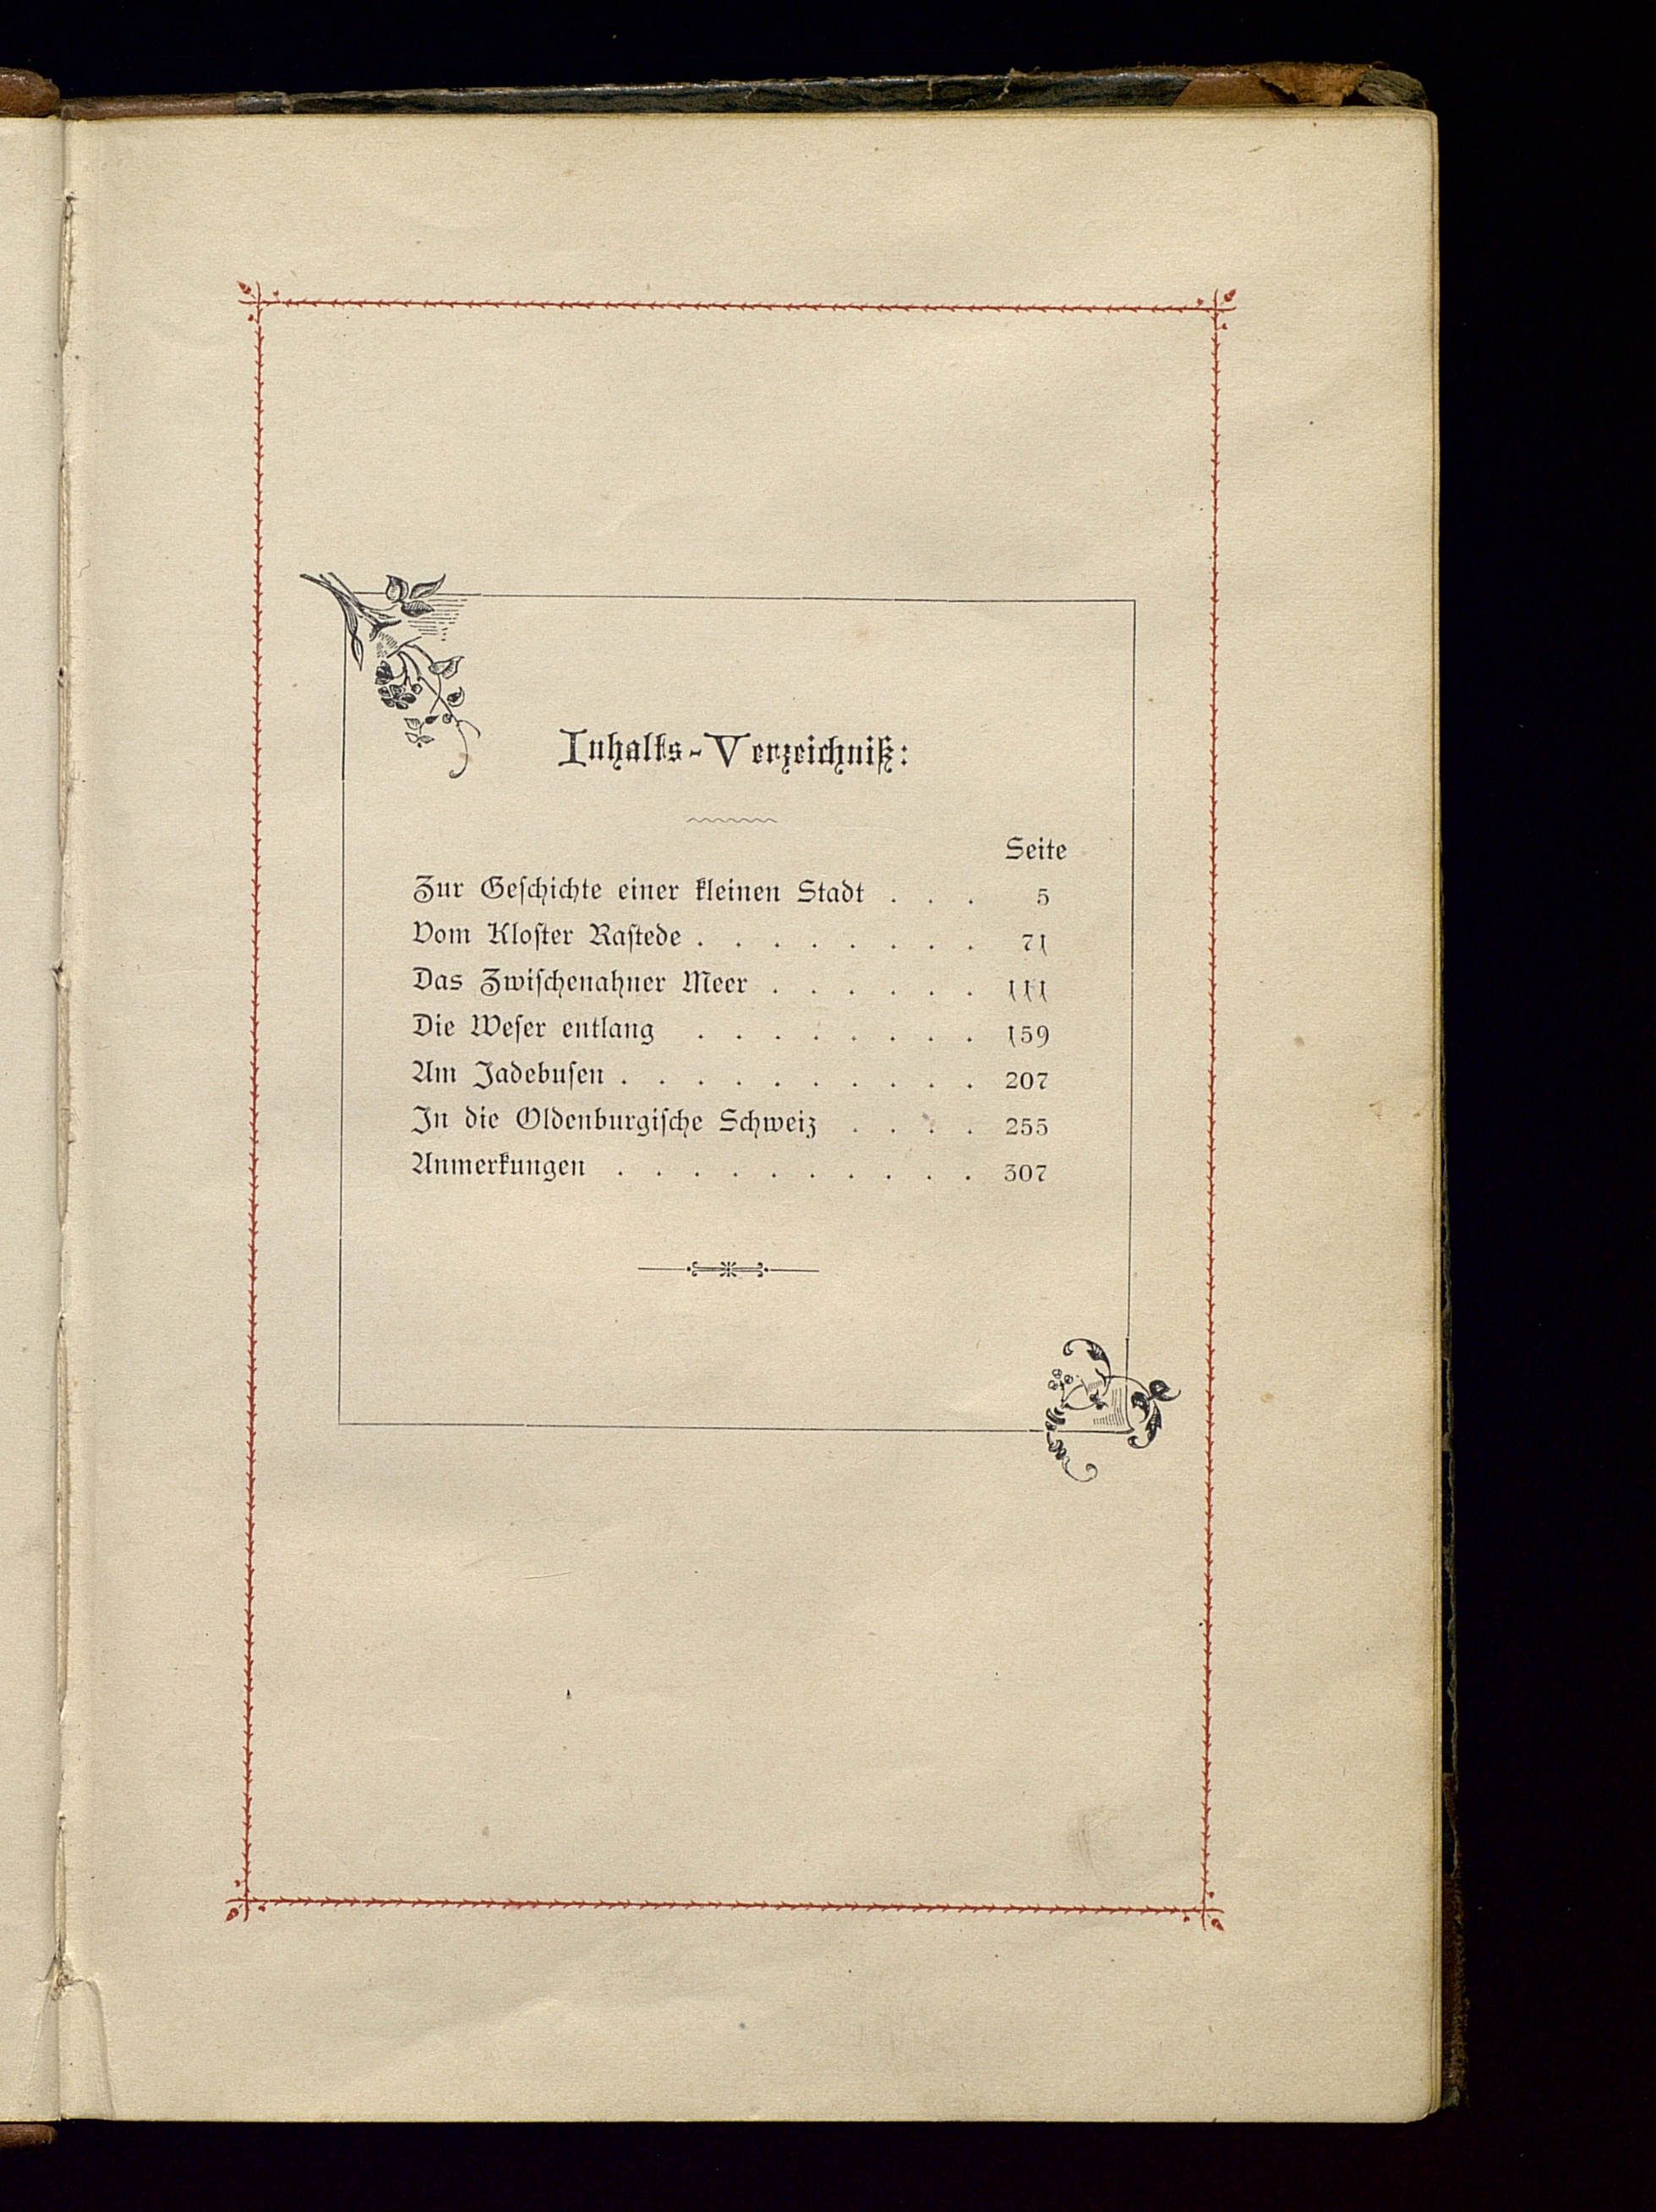 Inhalts-Verzeichniß:
Seite
Zur Geschichte einer kleinen Stadt . . . 5
Vom Kloster Rastede . . . . . . . . 71
Das Zwischenahner Meer . . . . . . 111
Die Weser entlang . . . . . . . . 159
Am Jadebusen . . . . . . . . . . 207
In die Oldenburgische Schweiz . . . . 255
Anmerkungen . . . . . . . . . . 307